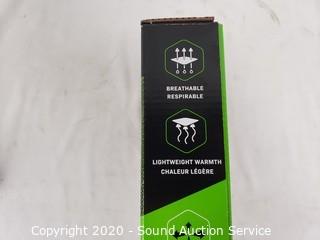 BREATHABLE
RESPIRABLE
LIGHTWEIGHT WARMTH
CHALEUR LÉGÈRE
Copyright 2020 - Sound Auction Service